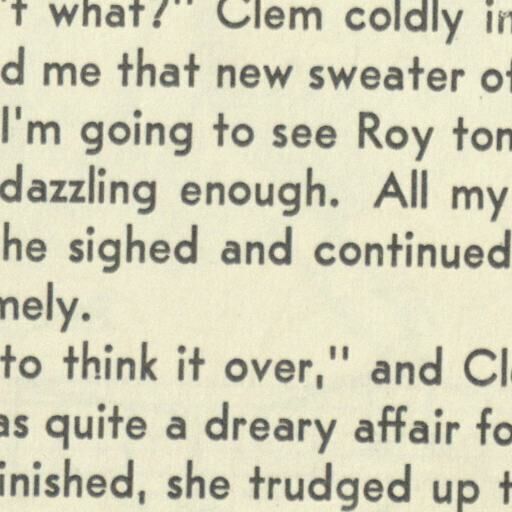 't what?" Clem coldly in
d me that new sweater of
I'm going to see Roy ton
dazzling enough. All my
he sighed and continued
mely.
to think it over," and Cl
as quite a dreary affair fo
inished, she trudged up t